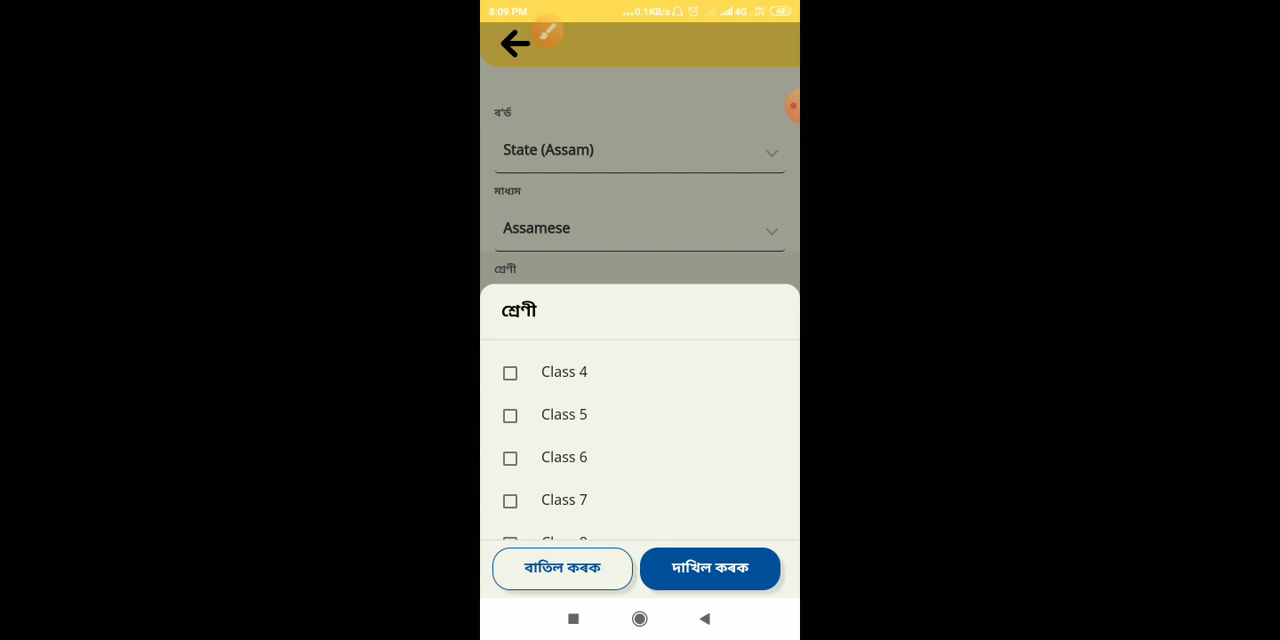 8:09 PM
...0.1KB/s 4G 48
ব'ৰ্ড
State (Assam)
মাধ্যম
Assamese
শ্ৰেণী
শ্ৰেণী
Class 4
Class 5
Class 6
Class 7
বাতিল কৰক
দাখিল কৰক